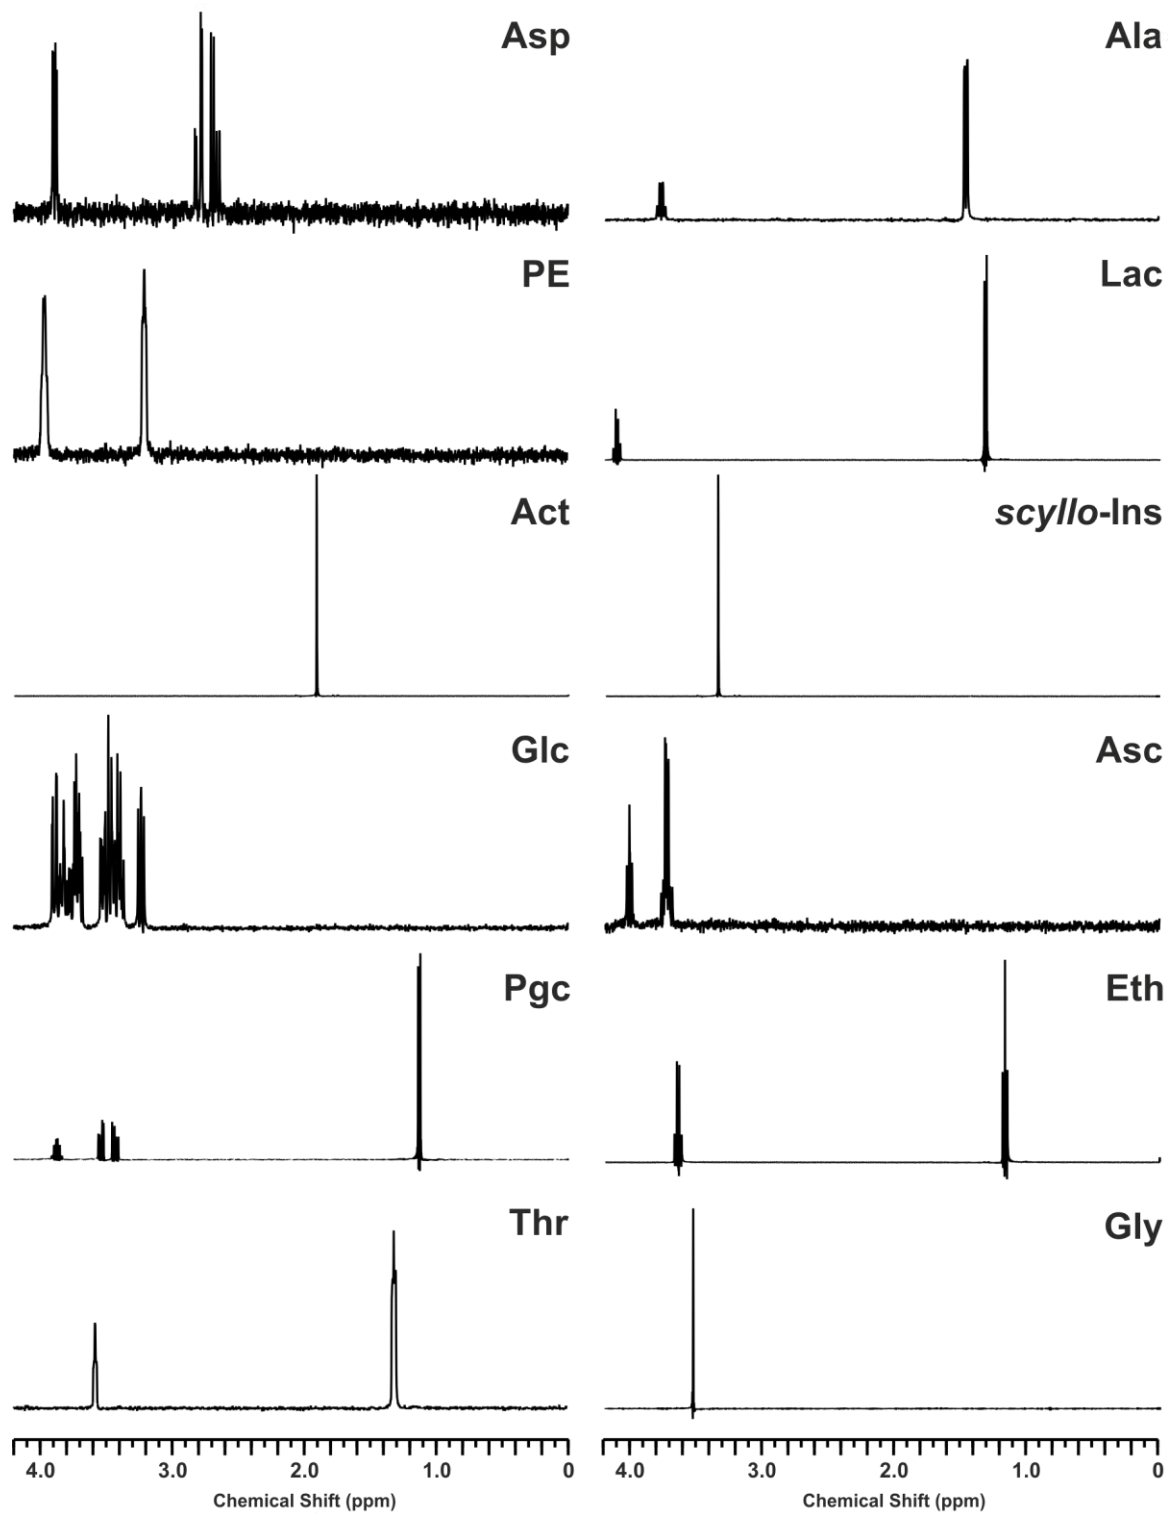 Asp
Ala
PE
Lac
Act
scyllo-Ins
Glc
Asc
Pgc
Eth
Thr
Gly
4.0 3.0 2.0 1.0 0
4.0 3.0 2.0 1.0 0
Chemical Shift (ppm)
Chemical Shift (ppm)